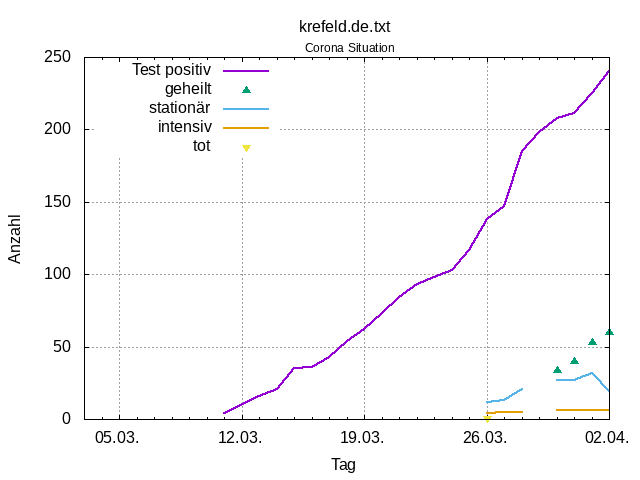 krefeld.de.txt
Corona Situation
Test positiv
geheilt
stationär
intensiv
tot
250
200
150
100
50
0
Anzahl
05.03. 12.03. 19.03. 26.03. 02.04.
Tag